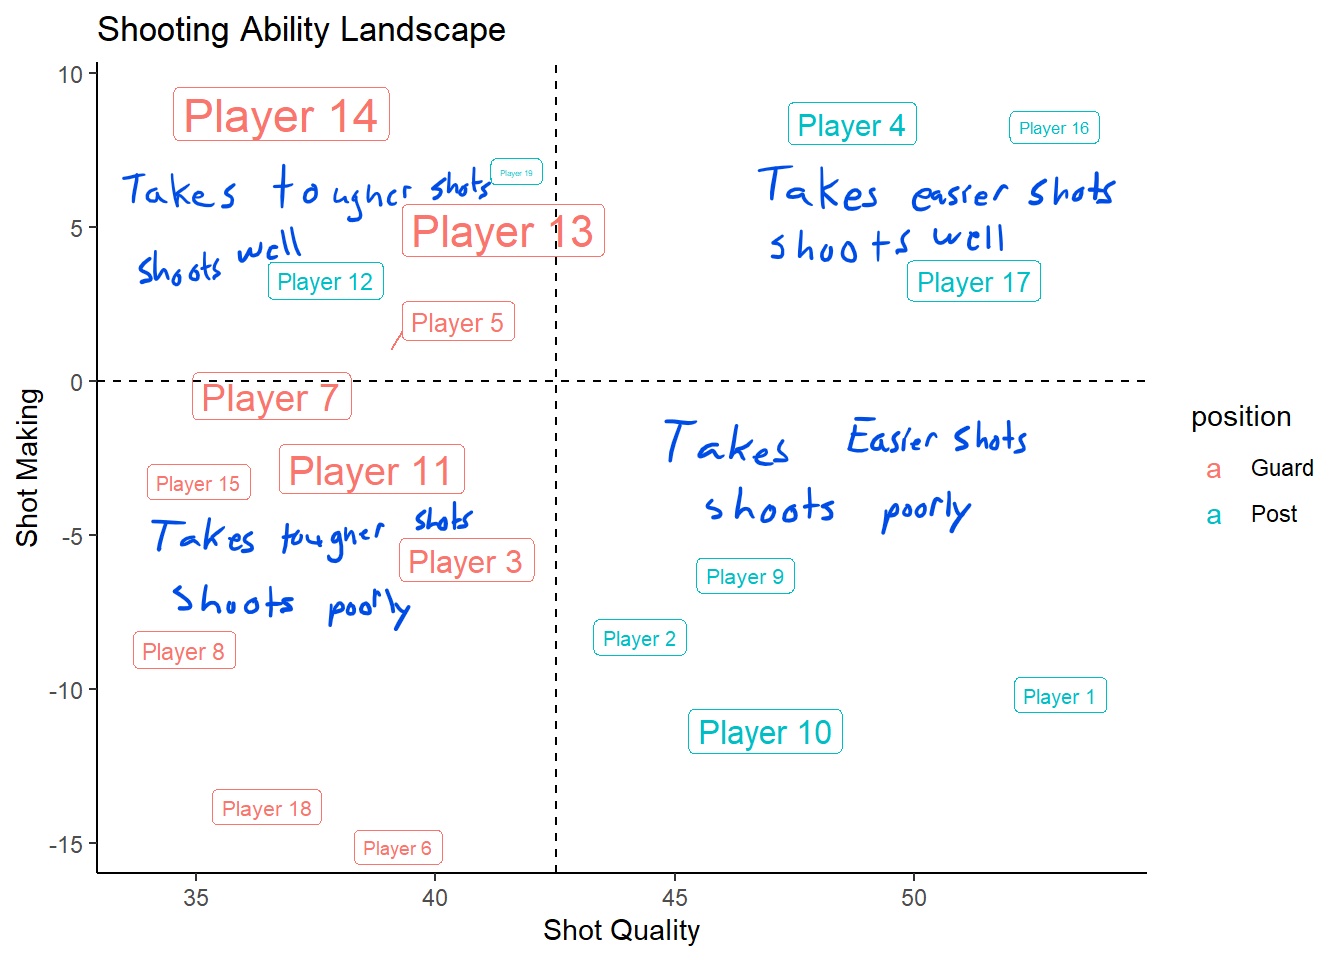 Shooting Ability Landscape
10
Player 14
Player 4
Player 16
Player 19
Takes tougher shots
Takes easier shots
5
Player 13
shoots well
shoots well
Player 12
Player 17
Player 5
0
Player 7
Shot Making
position
a Guard
a Post
Takes Easier shots
shoots poorly
Player 11
Player 15
-5
Takes tougher shots
Player 3
shoots poorly
Player 9
Player 2
Player 8
-10
Player 1
Player 10
Player 18
-15
Player 6
35 40 45 50
Shot Quality